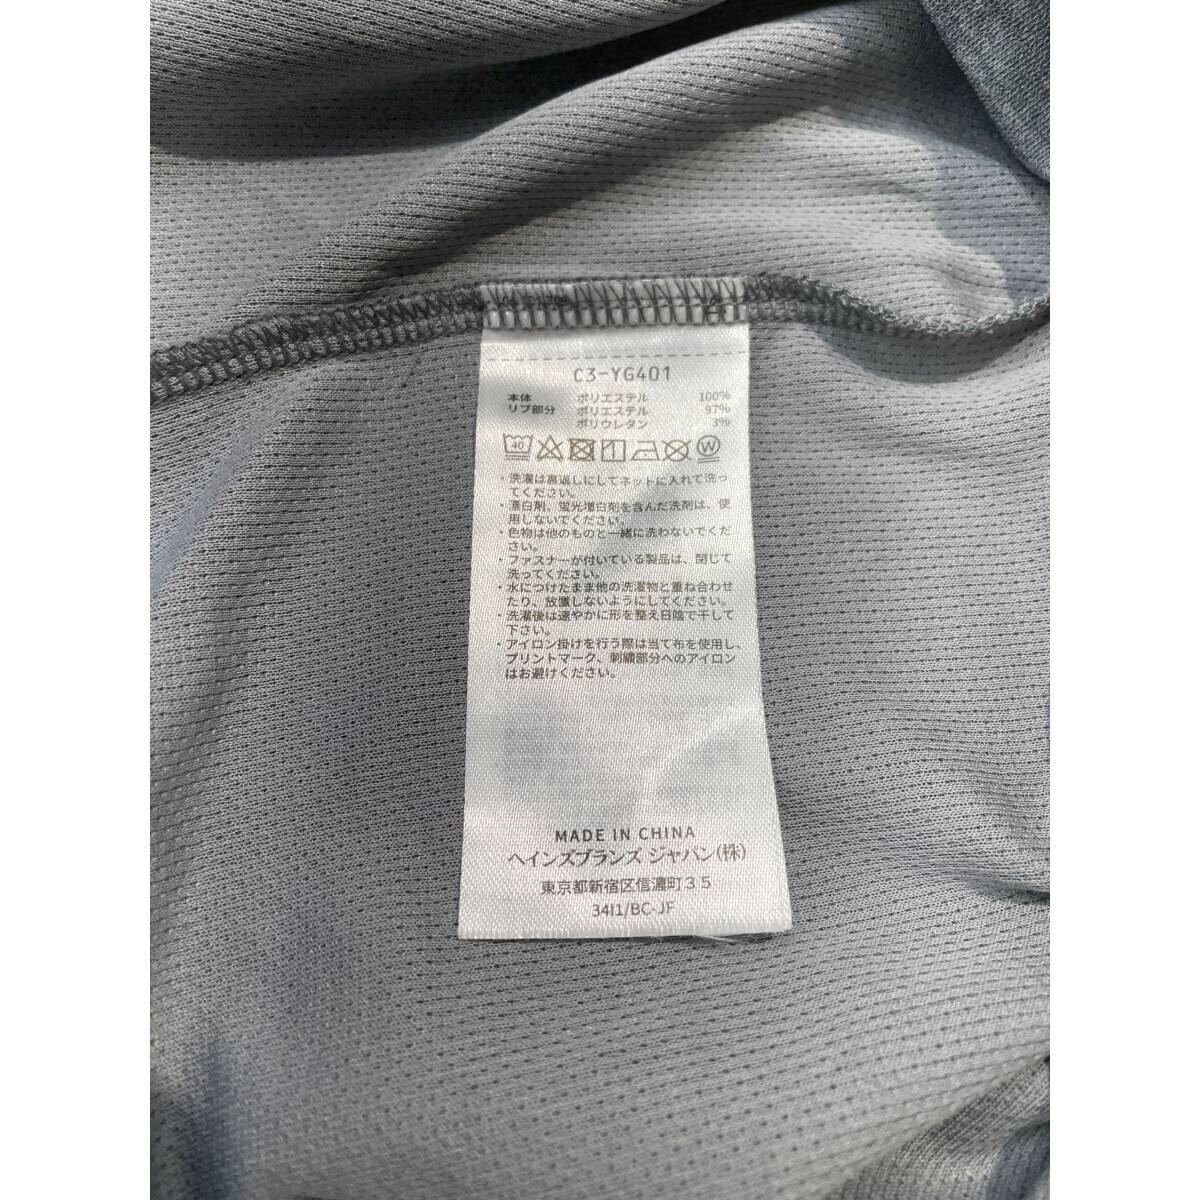 C3-YG401
本体 ポリエステル 100%
リブ部分 ポリエステル 97%
ポリウレタン 3%
40 W
・洗濯は裏返しにしてネットに入れて洗っ
てください。
・漂白剤、蛍光増白剤を含んだ洗剤は、使
用しないでください。
・色物は他のものと一緒に洗わないでくだ
さい。
・ファスナーが付いている製品は、閉じて
洗ってください。
・水につけたまま他の洗濯物と重ね合わせ
たり、放置しないようにしてください。
・洗濯後は速やかに形を整え日陰で干して
下さい。
・アイロン掛けを行う際は当て布を使用し、
プリントマーク、刺繍部分へのアイロン
はお避けください。
MADE IN CHINA
ヘインズブランズ ジャパン(株)
東京都新宿区信濃町35
34I1/BC-JF